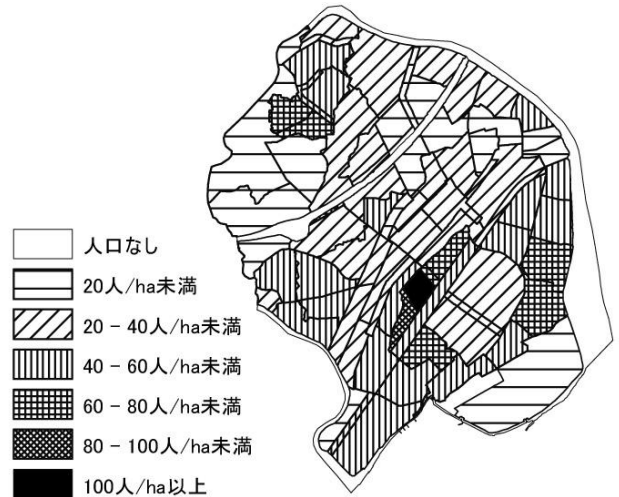 人口なし
20人/ha未満
20 - 40人/ha未満
40 - 60人/ha未満
60 - 80人/ha未満
80 - 100人/ha未満
100人/ha以上